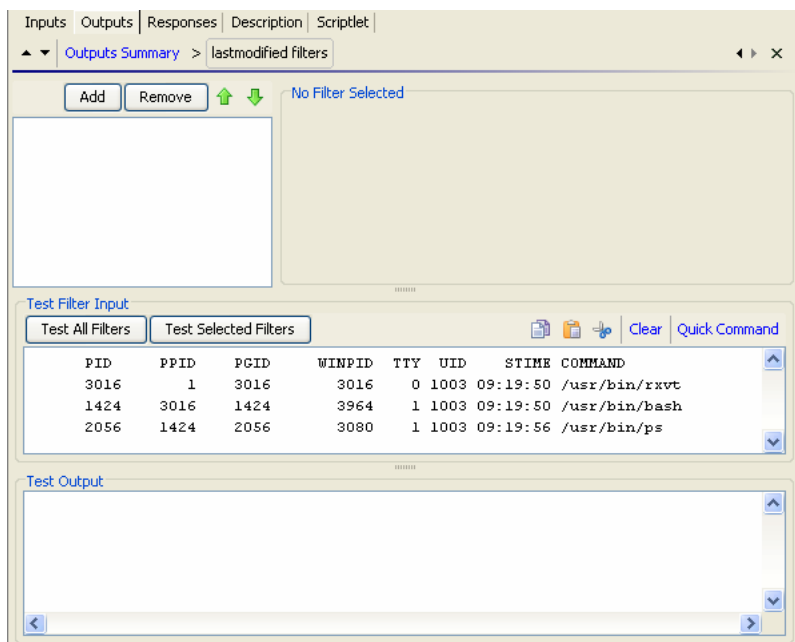 Inputs Outputs Responses Description Scriptlet
Outputs Summary > lastmodified filters
Add Remove
No Filter Selected
Test Filter Input
Test All Filters Test Selected Filters Clear Quick Command
PID PPID PGID WINPID TTY UID STIME COMMAND
3016 1 3016 3016 0 1003 09:19:50 /usr/bin/rxvt
1424 3016 1424 3964 1 1003 09:19:50 /usr/bin/bash
2056 1424 2056 3080 1 1003 09:19:56 /usr/bin/ps
Test Output